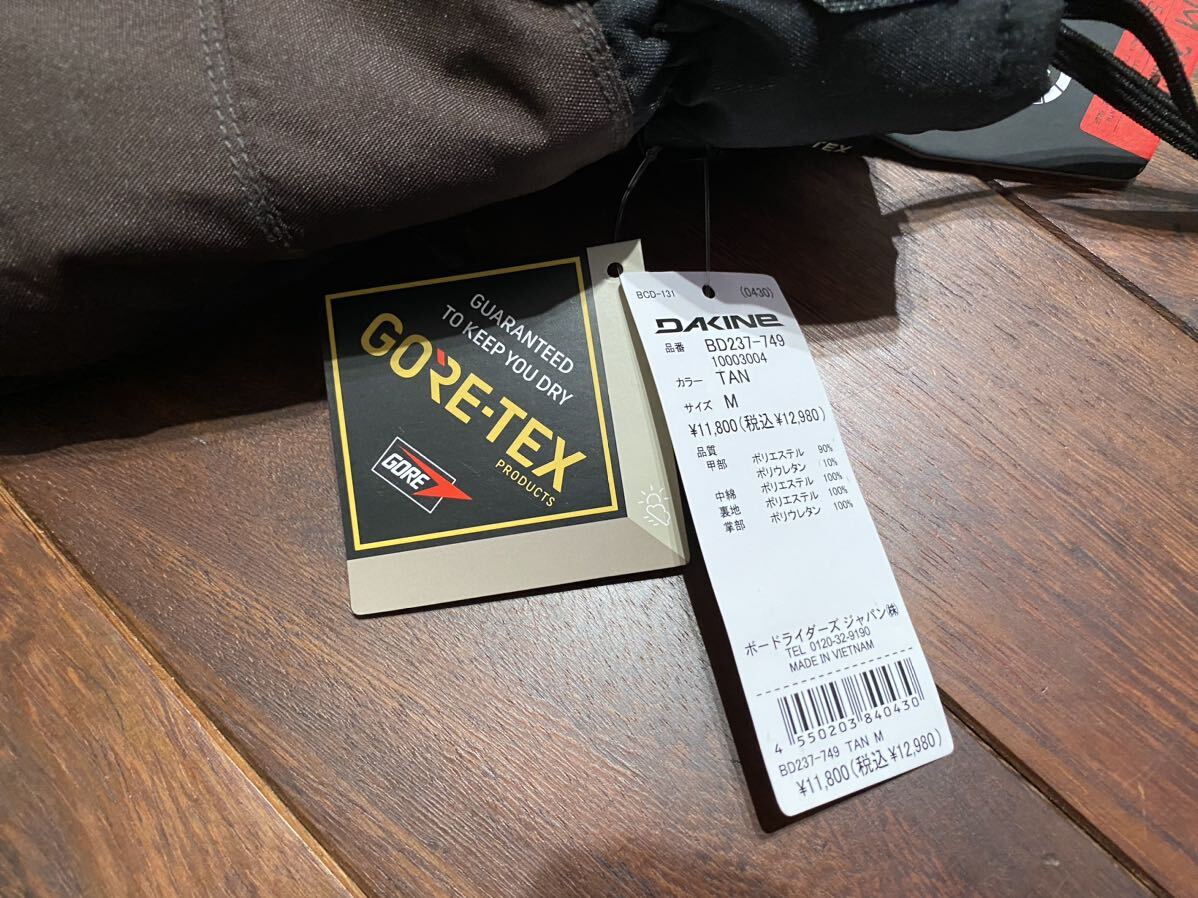 GUARANTEED
TO KEEP YOU DRY
GORE-TEX
PRODUCTS
GORE
BCD-131 (0430)
DAKINE
品番 BD237-749
10003004
カラー TAN
サイズ M
¥11,800(税込¥12,980)
品質
甲部 ポリエステル 90%
ポリウレタン 10%
中綿 ポリエステル 100%
裏地 ポリエステル 100%
掌部 ポリウレタン 100%
ボードライダーズ ジャパン㈱
TEL 0120-32-9190
MADE IN VIETNAM
4 550203 840430
BD237-749 TAN M
¥11,800(税込¥12,980)
-TEX
M